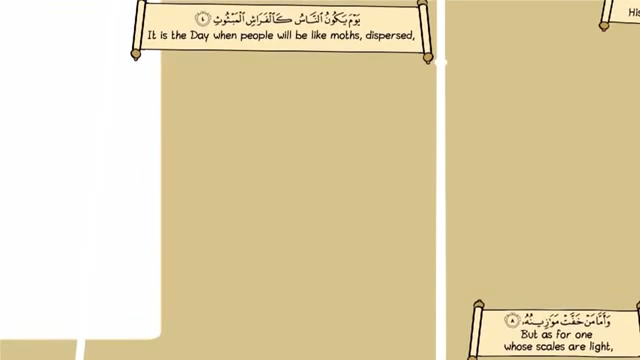 يَوْمَ يَكُونُ ٱلنَّاسُ كَٱلْفَرَاشِ ٱلْمَبْثُوثِ ٤
It is the Day when people will be like moths, dispersed,
His
وَأَمَّا مَنْ خَفَّتْ مَوَٰزِينُهُۥ ٨
But as for one
whose scales are light,